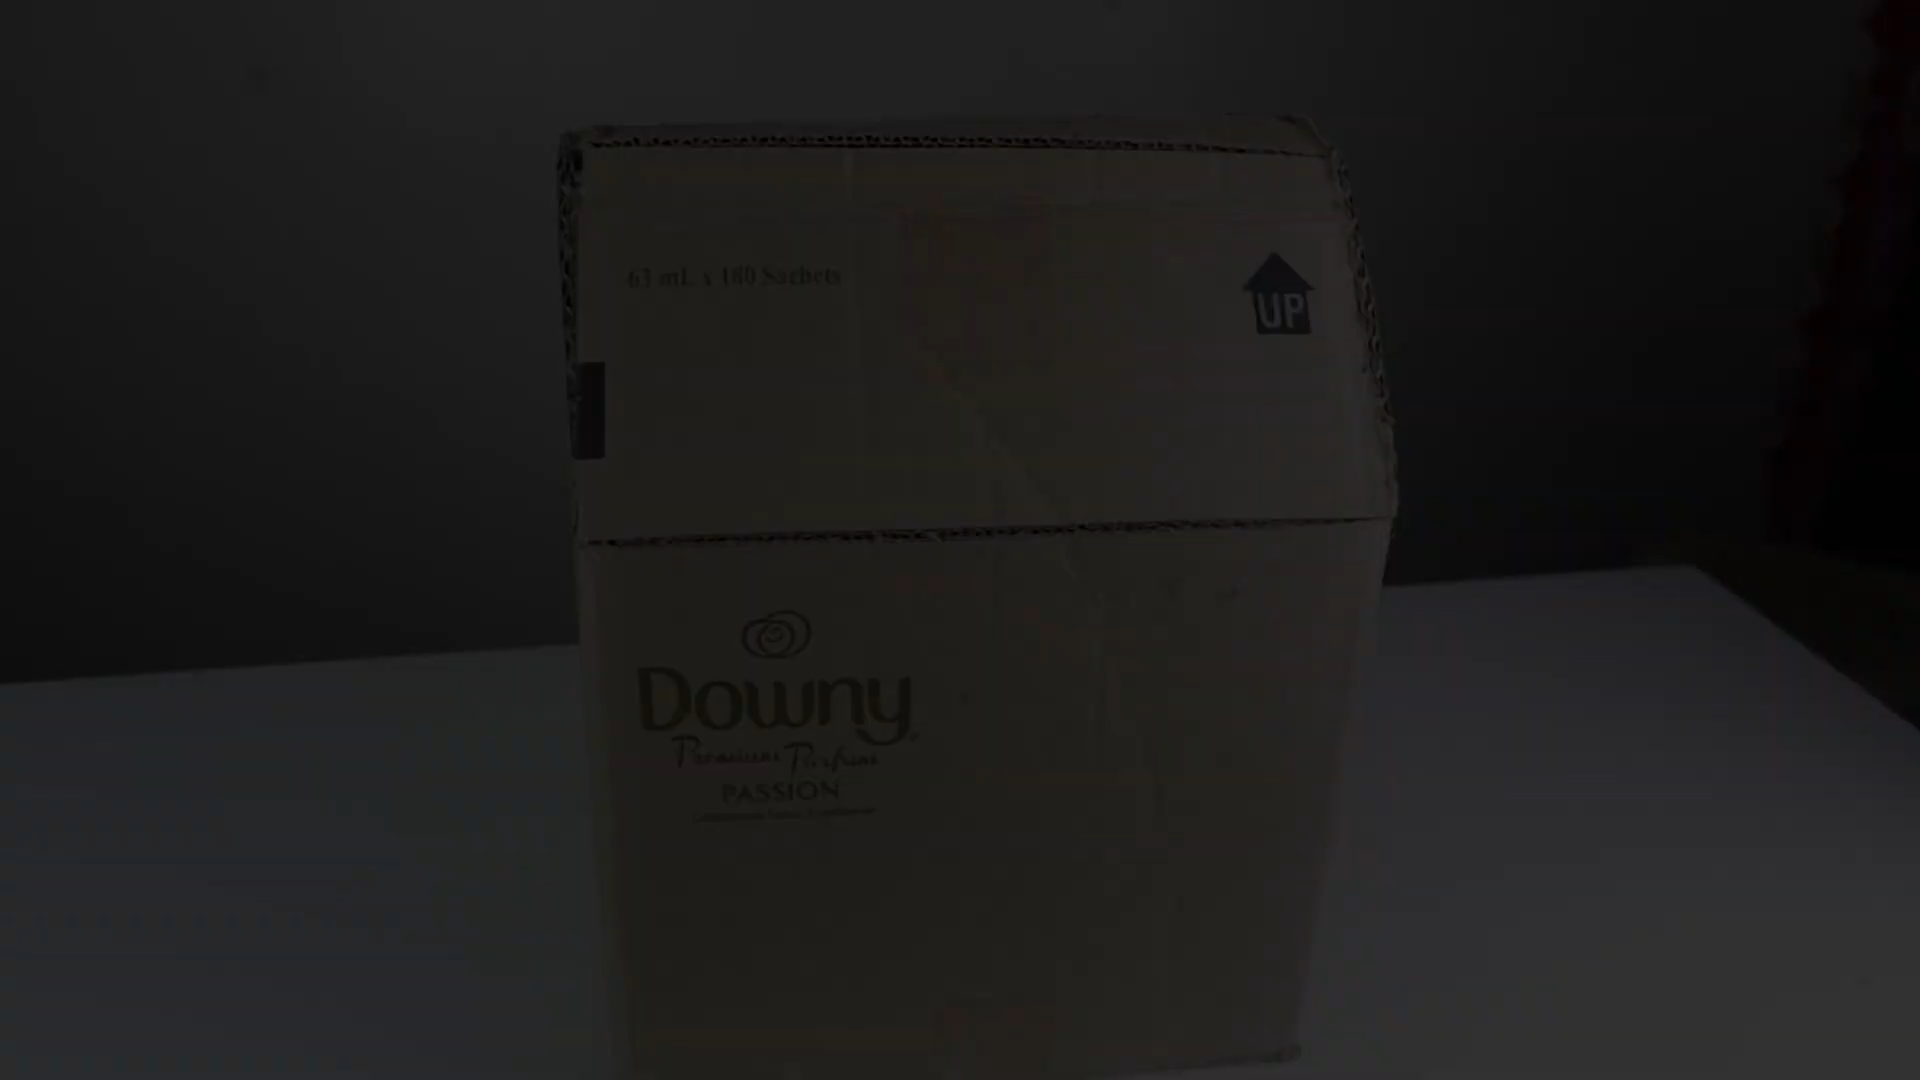 63 mL x 180 Sachets
UP
Downy
Premium Parfum
PASSION